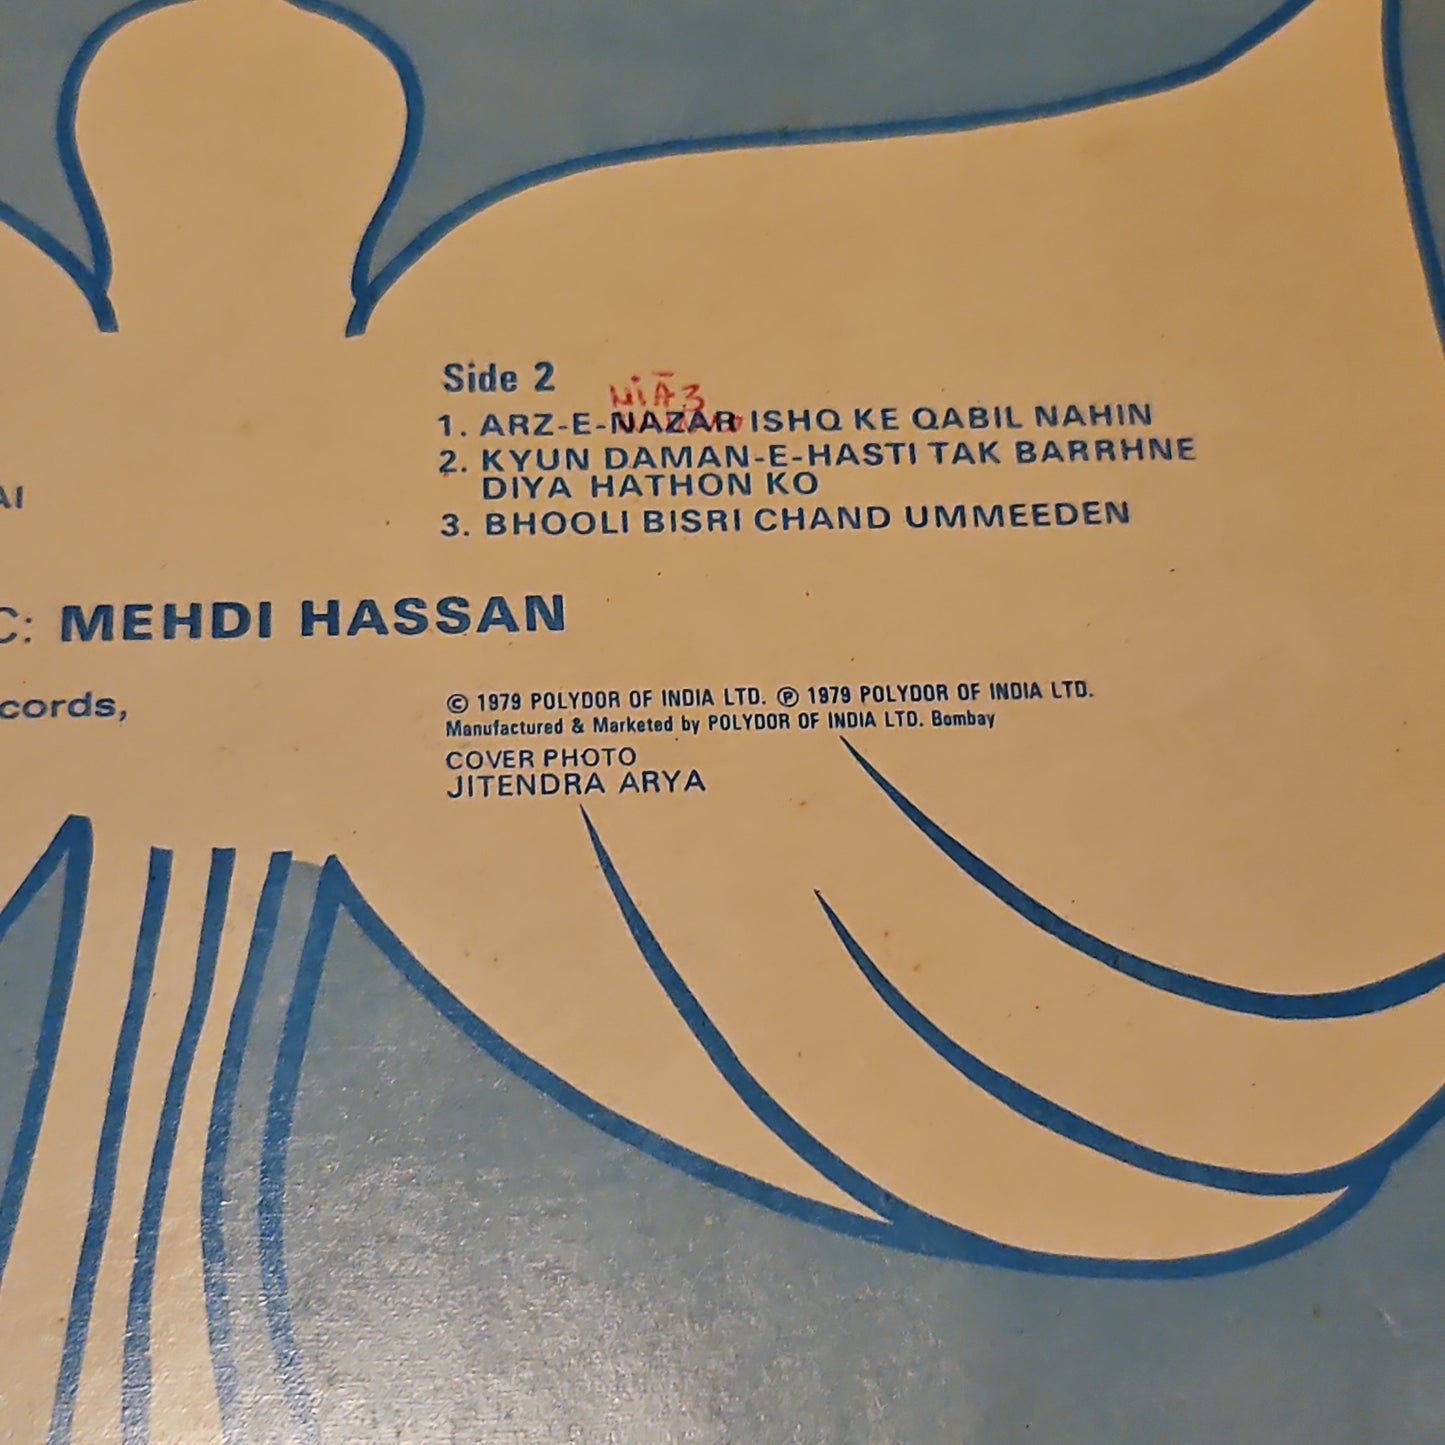 Side 2
NiĀ3
1. ARZ-E-NAZAR ISHQ KE QABIL NAHIN
2. KYUN DAMAN-E-HASTI TAK BARRHNE
DIYA HATHON KO
3. BHOOLI BISRI CHAND UMMEEDEN
AI
C: MEHDI HASSAN
cords,
© 1979 POLYDOR OF INDIA LTD. ℗ 1979 POLYDOR OF INDIA LTD.
Manufactured & Marketed by POLYDOR OF INDIA LTD. Bombay
COVER PHOTO
JITENDRA ARYA